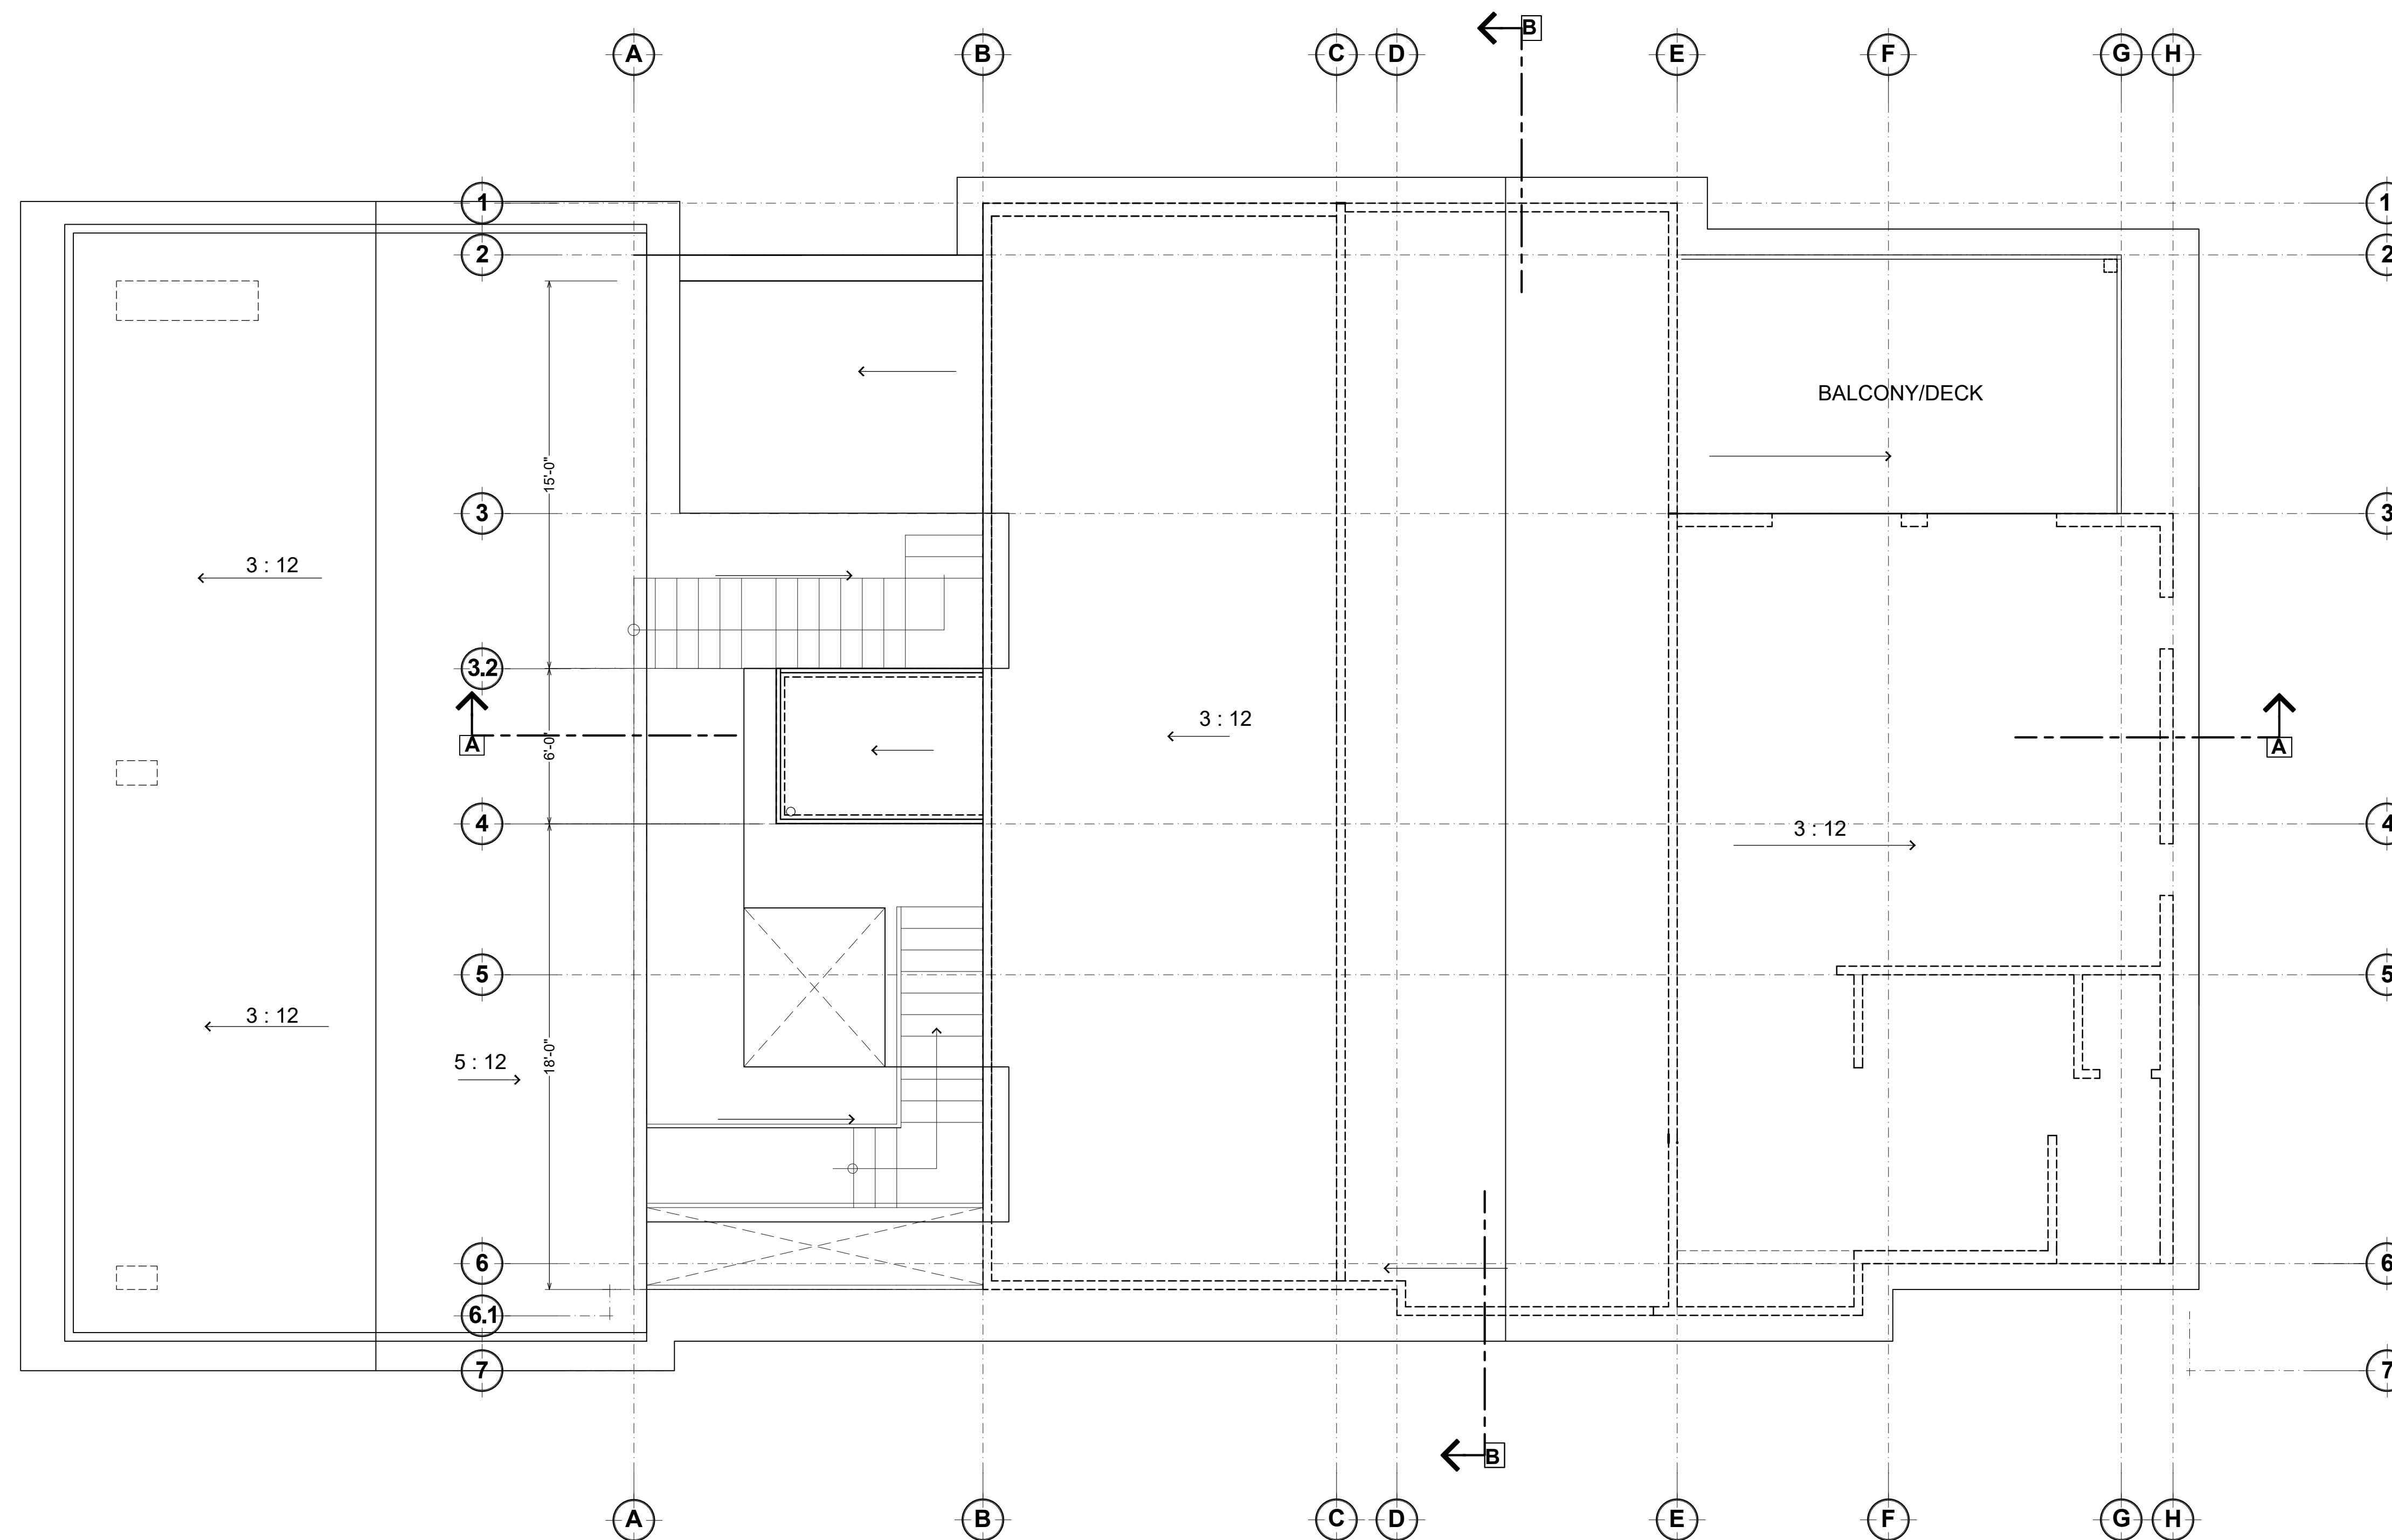 B
A B C D E F G H
1 1
2 2
BALCONY/DECK
15'-0"
3 3
3 : 12
3.2
3 : 12
A 6'-0" A
4 4
3 : 12
5 5
3 : 12
5 : 12
18'-0"
6 6
6.1
7 7
B
A B C D E F G H